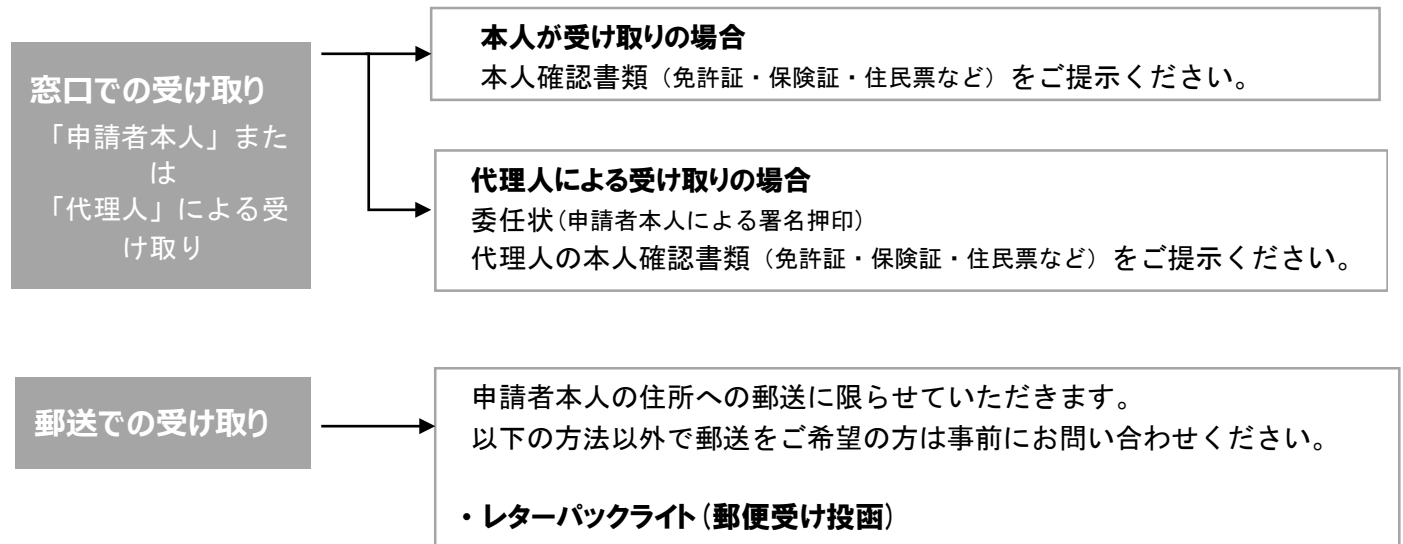 窓口での受け取り
「申請者本人」また
は
「代理人」による受
け取り
本人が受け取りの場合
本人確認書類（免許証・保険証・住民票など）をご提示ください。
代理人による受け取りの場合
委任状(申請者本人による署名押印)
代理人の本人確認書類（免許証・保険証・住民票など）をご提示ください。
郵送での受け取り
申請者本人の住所への郵送に限らせていただきます。
以下の方法以外で郵送をご希望の方は事前にお問い合わせください。
・レターパックライト(郵便受け投函)